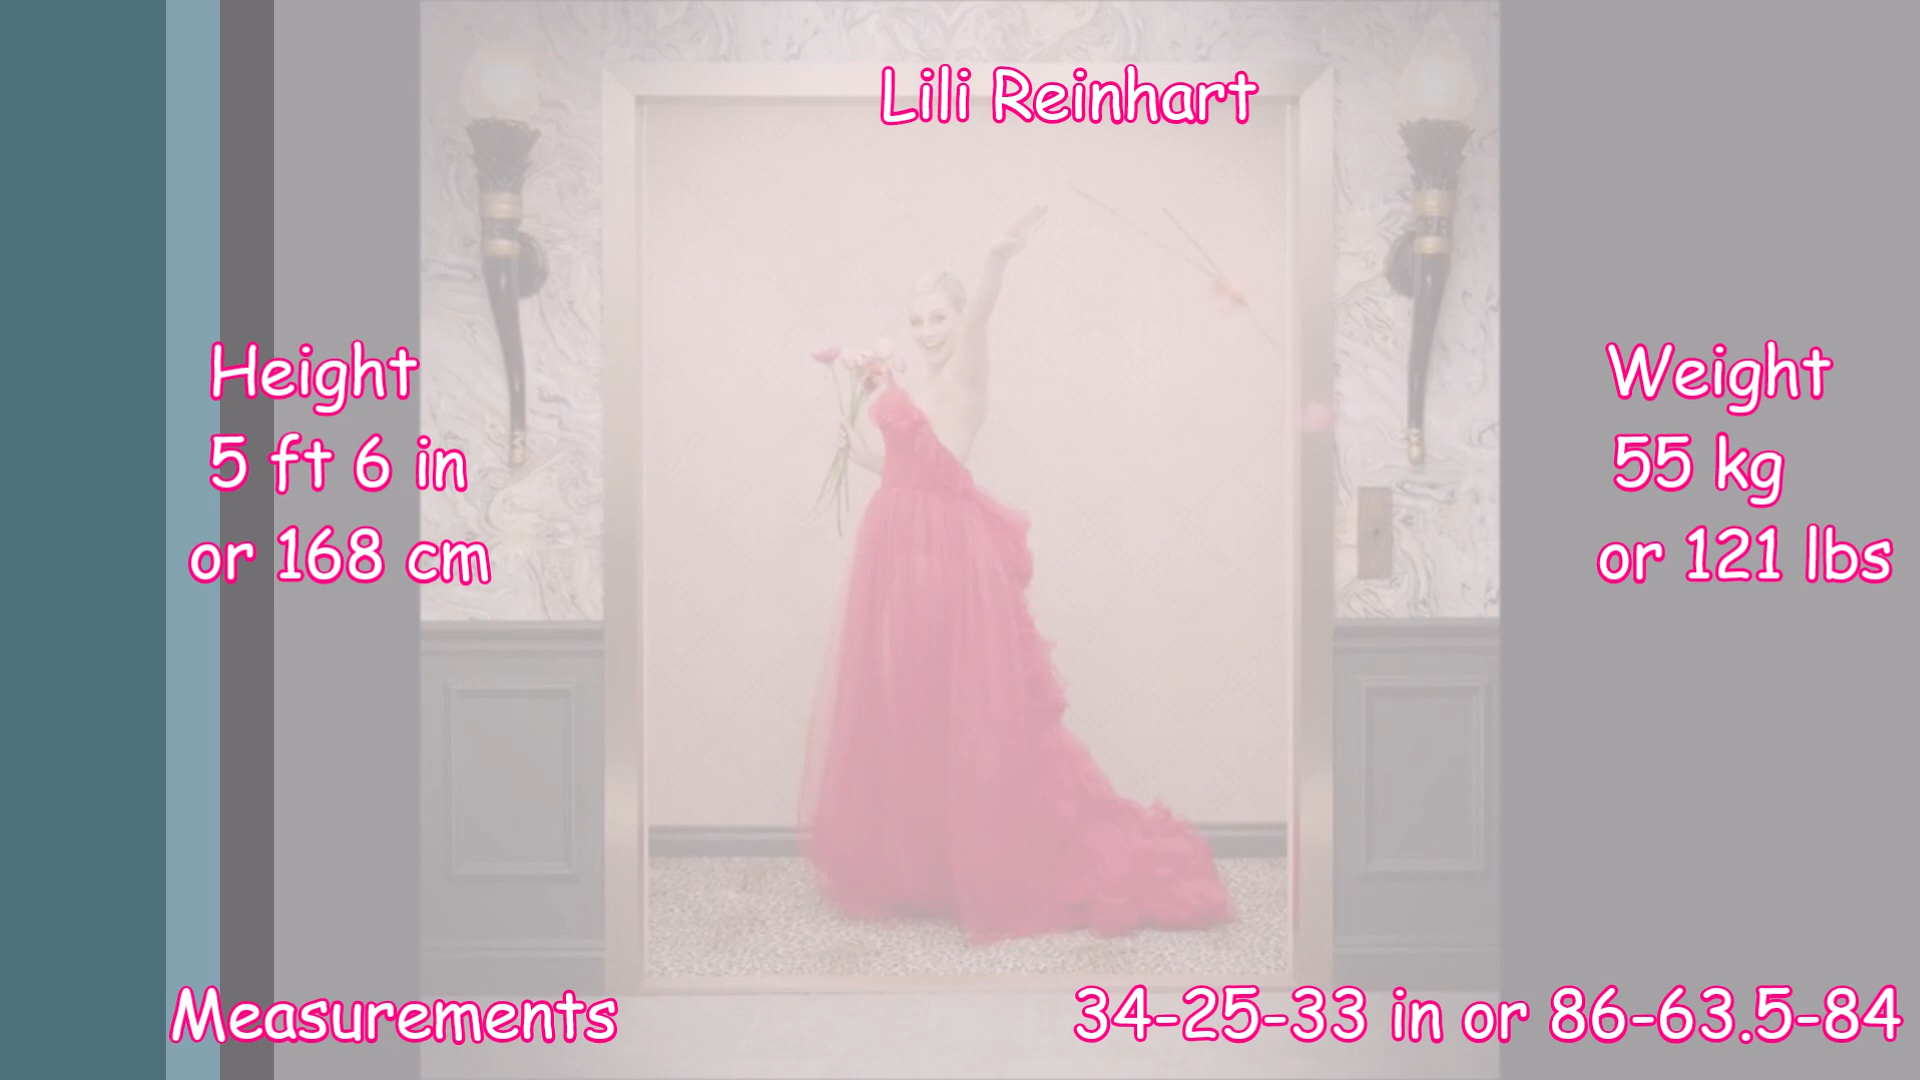 Lili Reinhart
Height
5 ft 6 in
or 168 cm
Weight
55 kg
or 121 lbs
Measurements
34-25-33 in or 86-63.5-84